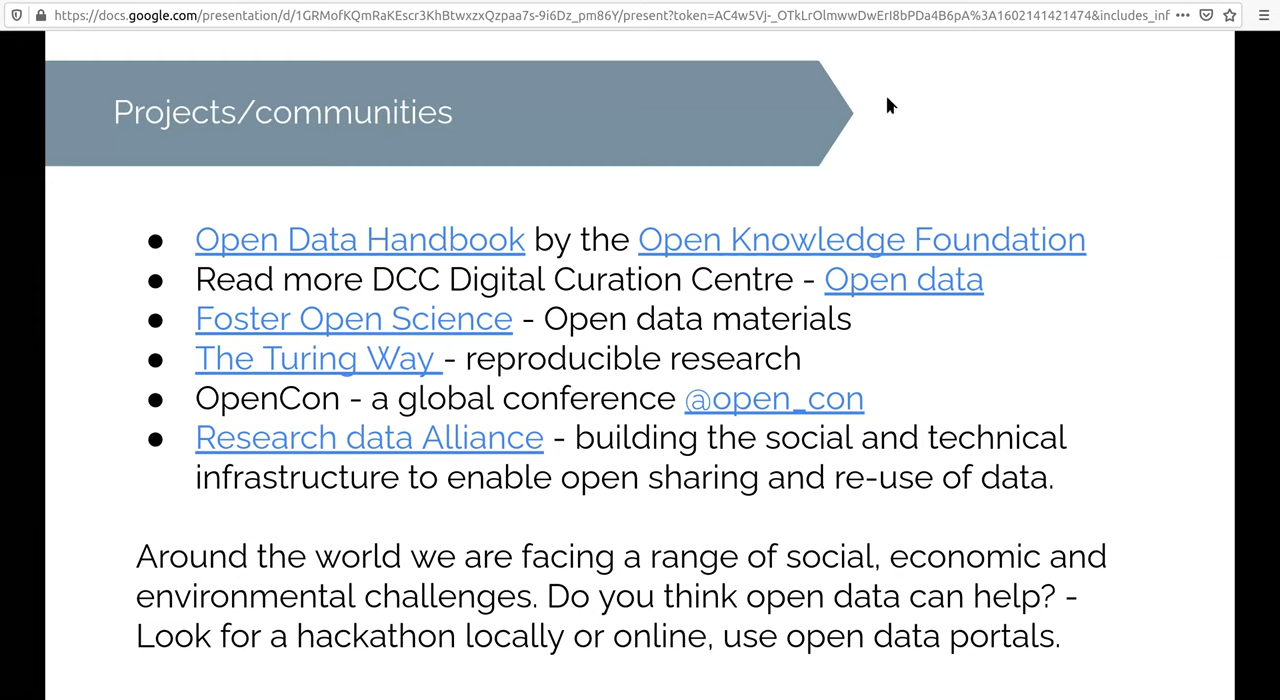 https://docs.google.com/presentation/d/1GRMofKQmRaKEscr3KhBtwxzxQzpaa7s-9i6Dz_pm86Y/present?token=AC4w5Vj-_OTkLrOlmwwDwErI8bPDa4B6pA%3A1602141421474&includes_inf
Projects/communities
● Open Data Handbook by the Open Knowledge Foundation
● Read more DCC Digital Curation Centre - Open data
● Foster Open Science - Open data materials
● The Turing Way - reproducible research
● OpenCon - a global conference @open_con
● Research data Alliance - building the social and technical
infrastructure to enable open sharing and re-use of data.
Around the world we are facing a range of social, economic and
environmental challenges. Do you think open data can help? -
Look for a hackathon locally or online, use open data portals.